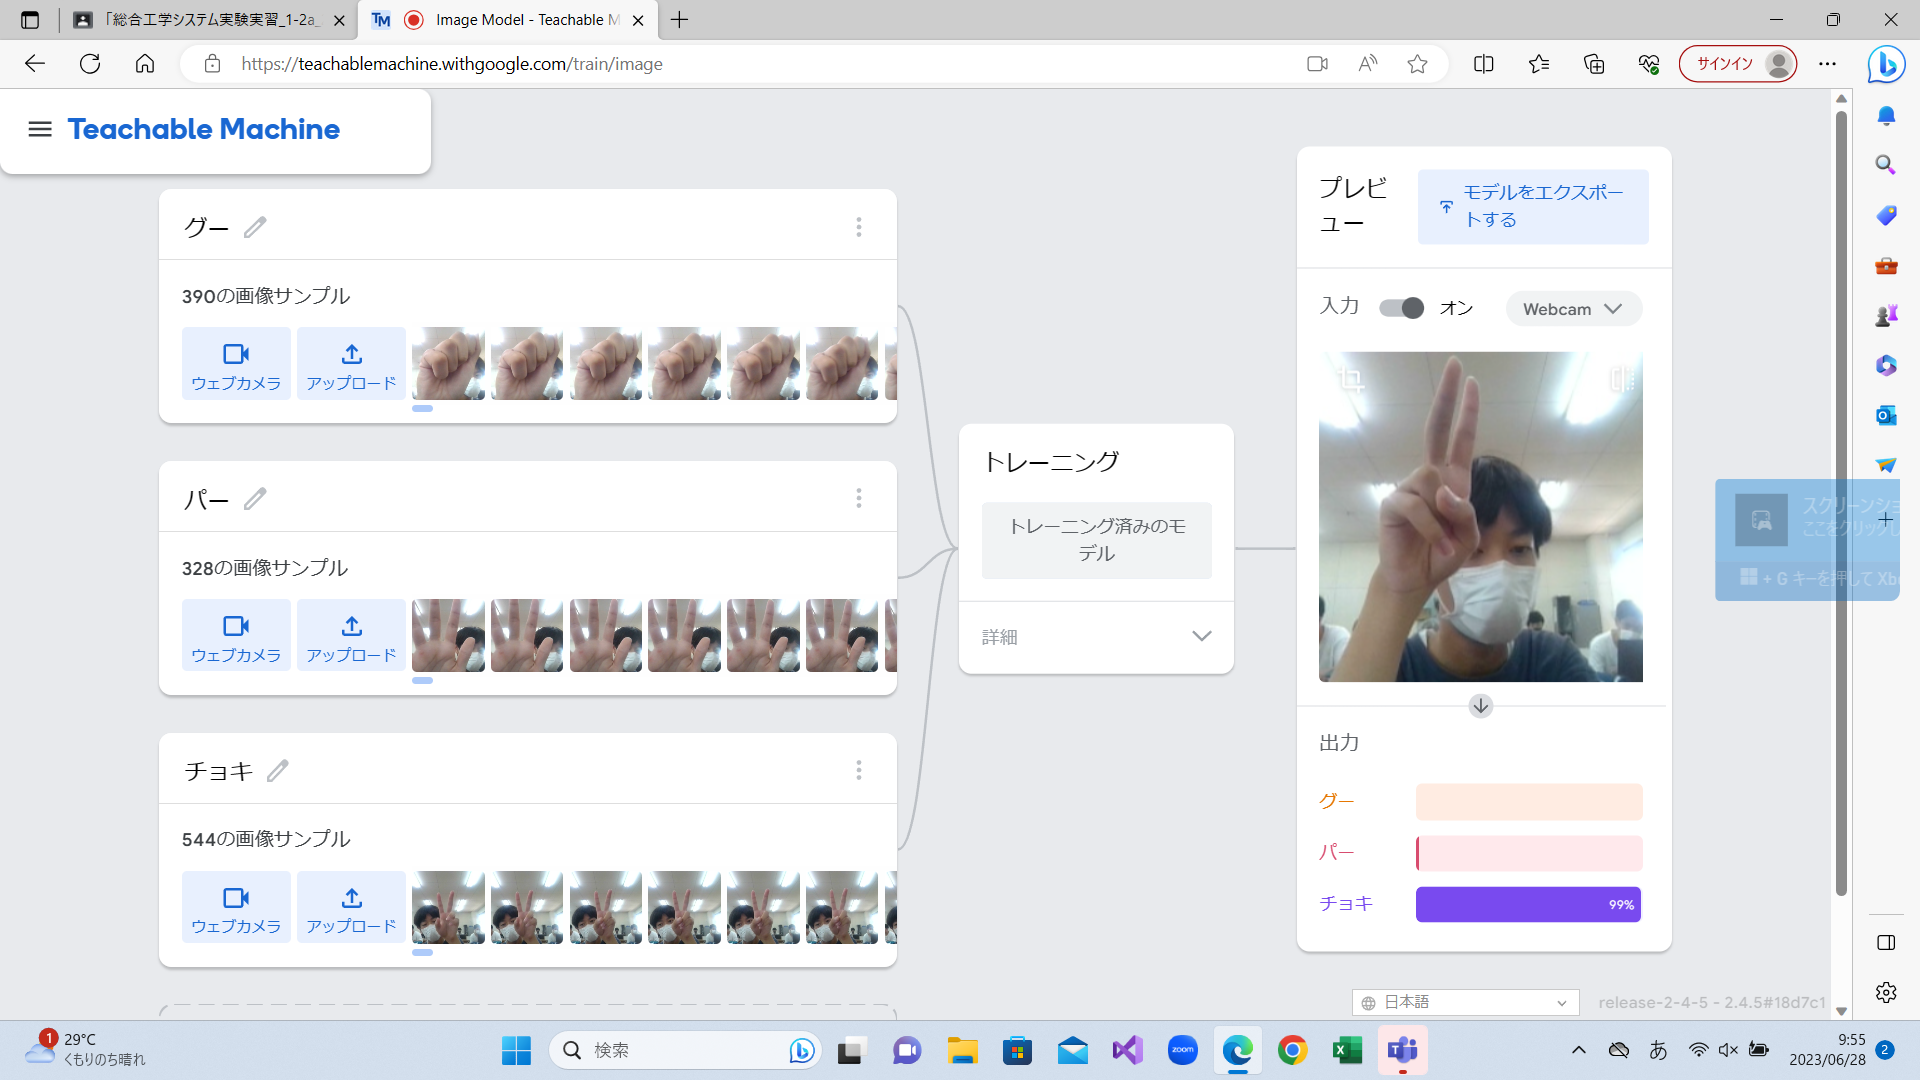 「総合工学システム実験実習_1-2a_
Image Model - Teachable M
https://teachablemachine.withgoogle.com/train/image
サインイン
Teachable Machine
グー
390の画像サンプル
ウェブカメラ
アップロード
パー
328の画像サンプル
ウェブカメラ
アップロード
チョキ
544の画像サンプル
ウェブカメラ
アップロード
トレーニング
トレーニング済みのモ
デル
詳細
プレビ
ュー
モデルをエクスポー
トする
入力
オン
Webcam
出力
グー
パー
チョキ
99%
スクリーンショ
ここをクリックし
+ G キーを押して Xb
日本語
release-2-4-5 - 2.4.5#18d7c1
1
29°C
くもりのち晴れ
検索
zoom
あ
9:55
2023/06/28
2